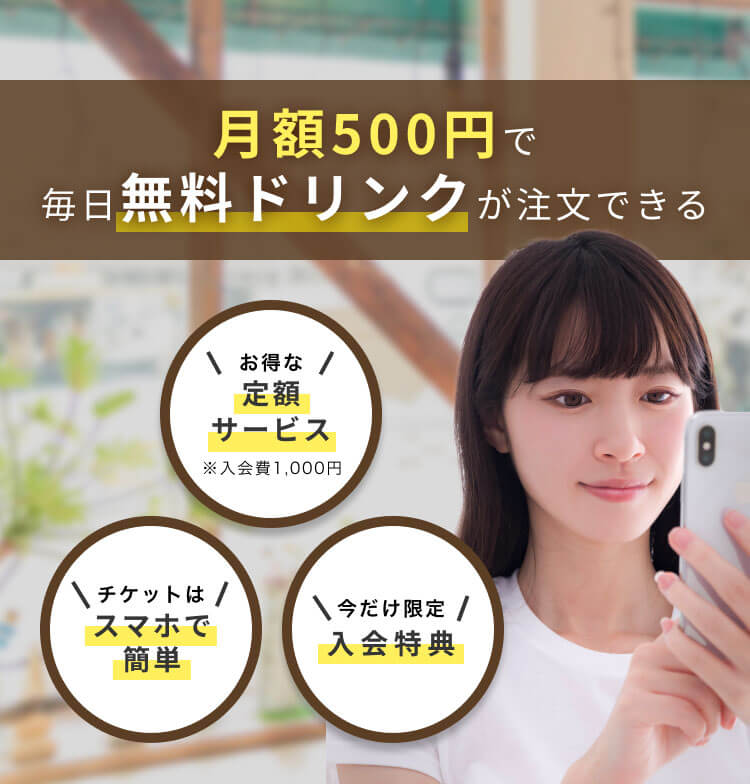 月額500円で
毎日無料ドリンクが注文できる
お得な
定額
サービス
※入会費1,000円
チケットは
スマホで
簡単
今だけ限定
入会特典